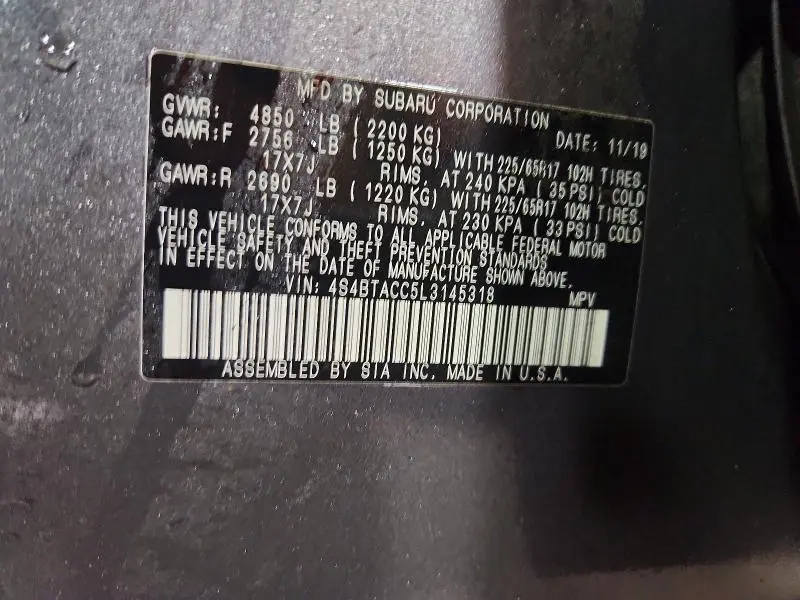 MFD BY SUBARU CORPORATION
GVWR: 4850 LB ( 2200 KG) DATE: 11/19
GAWR:F 2756 LB ( 1250 KG) WITH 225/65R17 102H TIRES,
17X7J RIMS, AT 240 KPA ( 35 PSI) COLD
GAWR:R 2690 LB ( 1220 KG) WITH 225/65R17 102H TIRES,
17X7J RIMS, AT 230 KPA ( 33 PSI) COLD
THIS VEHICLE CONFORMS TO ALL APPLICABLE FEDERAL MOTOR
VEHICLE SAFETY AND THEFT PREVENTION STANDARDS
IN EFFECT ON THE DATE OF MANUFACTURE SHOWN ABOVE.
VIN: 4S4BTACC5L3145318 MPV
ASSEMBLED BY SIA INC. MADE IN U.S.A.